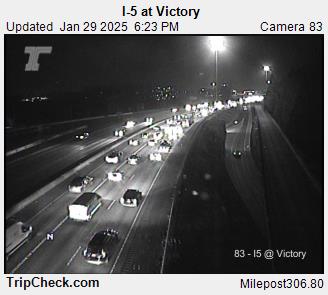 I-5 at Victory
Updated  Jan 29 2025  6:23 PM
Camera 83
T
N
83 - I5 @ Victory
TripCheck.com
Milepost306.80